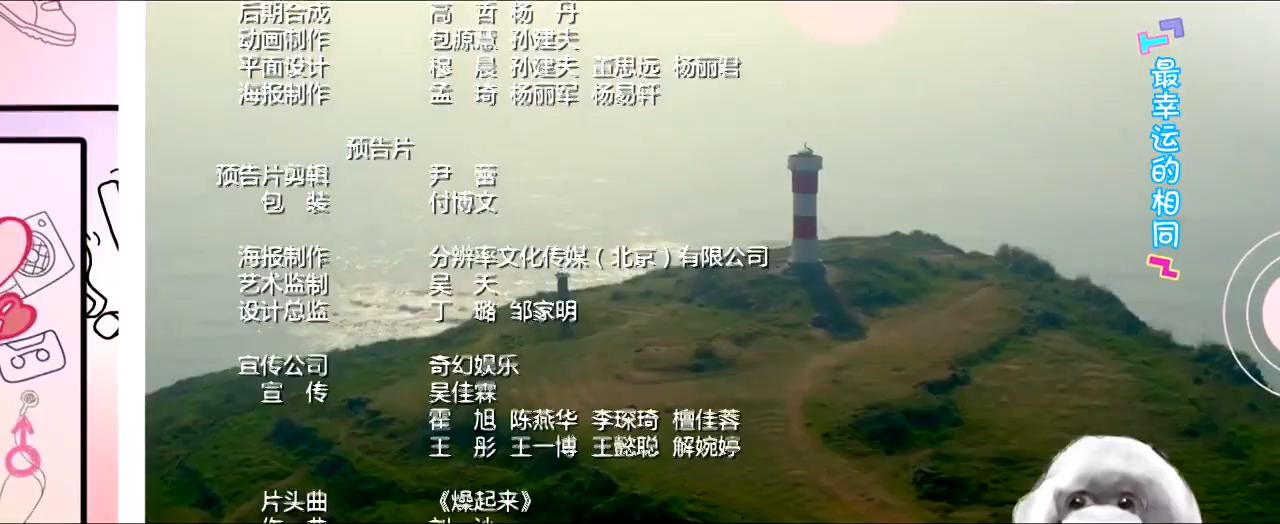 后期合成 高 哲 杨 丹
动画制作 包源慧 孙建夫
平面设计 穆 晨 孙建夫 董思远 杨丽君
海报制作 孟 琦 杨丽军 杨易轩
预告片
预告片剪辑 尹 蕾
包 装 付博文
海报制作 分辨率文化传媒（北京）有限公司
艺术监制 吴 天
设计总监 丁 璐 邹家明
宣传公司 奇幻娱乐
宣 传 吴佳霖
霍 旭 陈燕华 李琛琦 檀佳蓉
王 彤 王一博 王懿聪 解婉婷
片头曲 《燥起来》
最幸运的相同